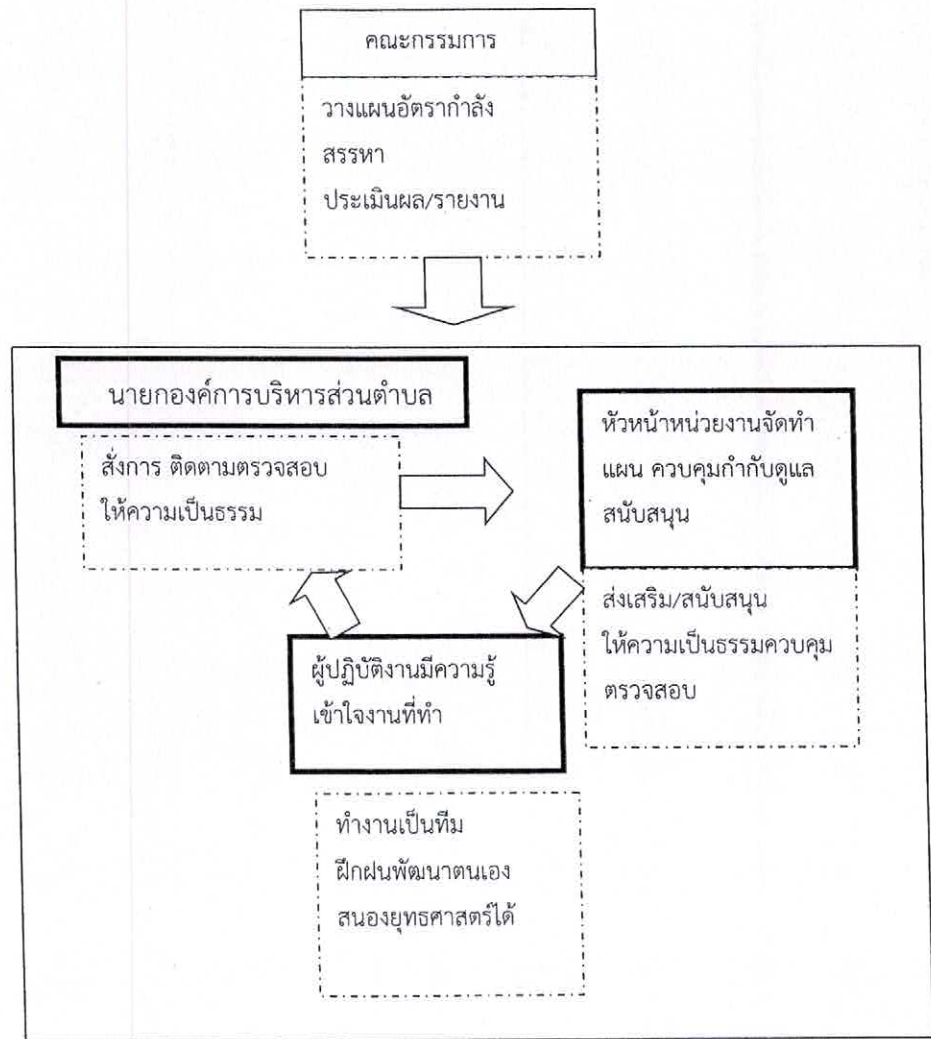 คณะกรรมการ
วางแผนอัตรากำลัง
สรรหา
ประเมินผล/รายงาน
นายกองค์การบริหารส่วนตำบล
สั่งการ ติดตามตรวจสอบ
ให้ความเป็นธรรม
หัวหน้าหน่วยงานจัดทำ
แผน ควบคุมกำกับดูแล
สนับสนุน
ส่งเสริม/สนับสนุน
ให้ความเป็นธรรมควบคุม
ตรวจสอบ
ผู้ปฏิบัติงานมีความรู้
เข้าใจงานที่ทำ
ทำงานเป็นทีม
ฝึกฝนพัฒนาตนเอง
สนองยุทธศาสตร์ได้